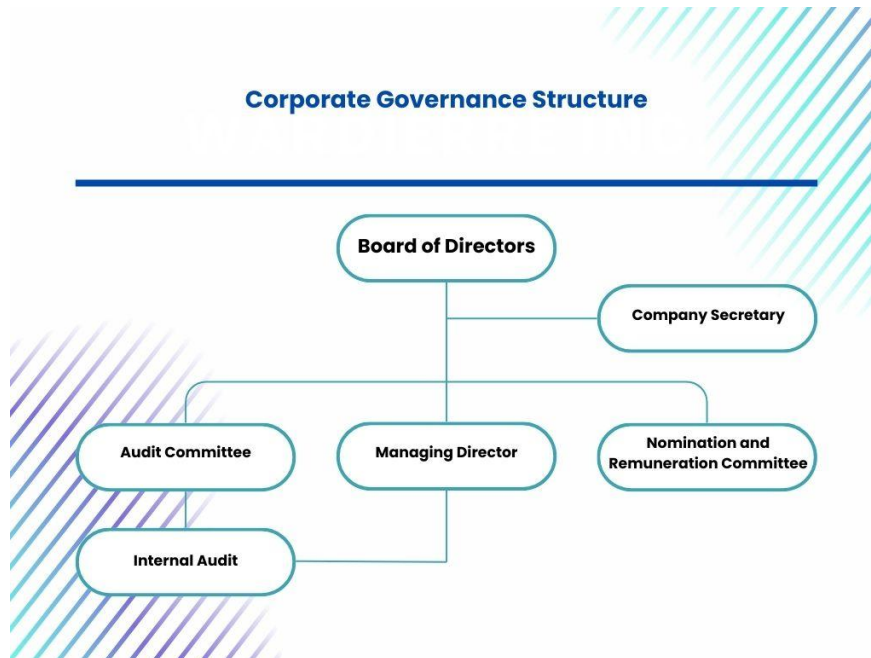 Corporate Governance Structure
Board of Directors
Company Secretary
Audit Committee
Managing Director
Nomination and
Remuneration Committee
Internal Audit